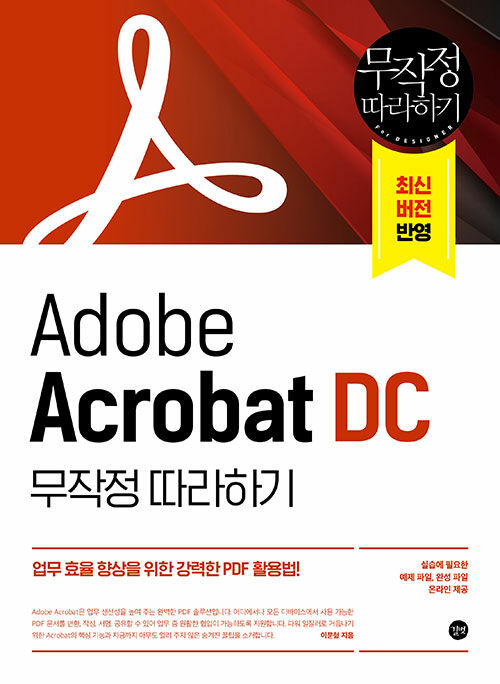 무작정
따라하기
For DESIGNER
최신
버전
반영
Adobe
Acrobat DC
무작정 따라하기
업무 효율 향상을 위한 강력한 PDF 활용법!
실습에 필요한
예제 파일, 완성 파일
온라인 제공
Adobe Acrobat은 업무 생산성을 높여 주는 완벽한 PDF 솔루션입니다. 어디에서나 모든 디바이스에서 사용 가능한
PDF 문서를 변환, 작성, 서명, 공유할 수 있어 업무 중 원활한 협업이 가능하도록 지원합니다. 파워 일잘러로 거듭나기
위한 Acrobat의 핵심 기능과 지금까지 아무도 알려 주지 않은 숨겨진 꿀팁을 소개합니다. 이문형 지음
길벗